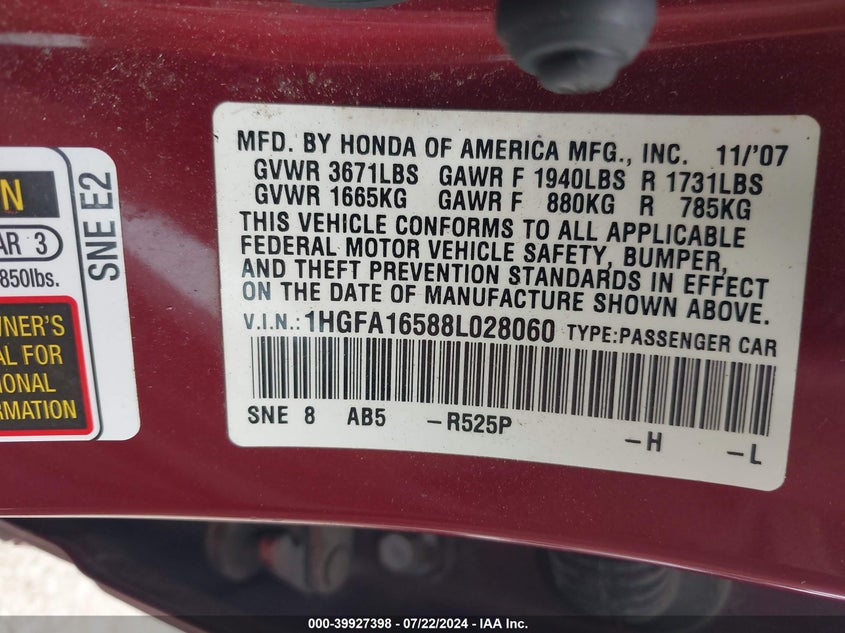 N
AR 3
850lbs.
WNER'S
AL FOR
IONAL
RMATION
SNE E2
MFD. BY HONDA OF AMERICA MFG., INC. 11/'07
GVWR 3671LBS GAWR F 1940LBS R 1731LBS
GVWR 1665KG GAWR F 880KG R 785KG
THIS VEHICLE CONFORMS TO ALL APPLICABLE
FEDERAL MOTOR VEHICLE SAFETY, BUMPER,
AND THEFT PREVENTION STANDARDS IN EFFECT
ON THE DATE OF MANUFACTURE SHOWN ABOVE.
V.I.N.: 1HGFA16588L028060 TYPE:PASSENGER CAR
SNE 8 AB5 -R525P -H -L
000-39927398 - 07/22/2024 - IAA Inc.